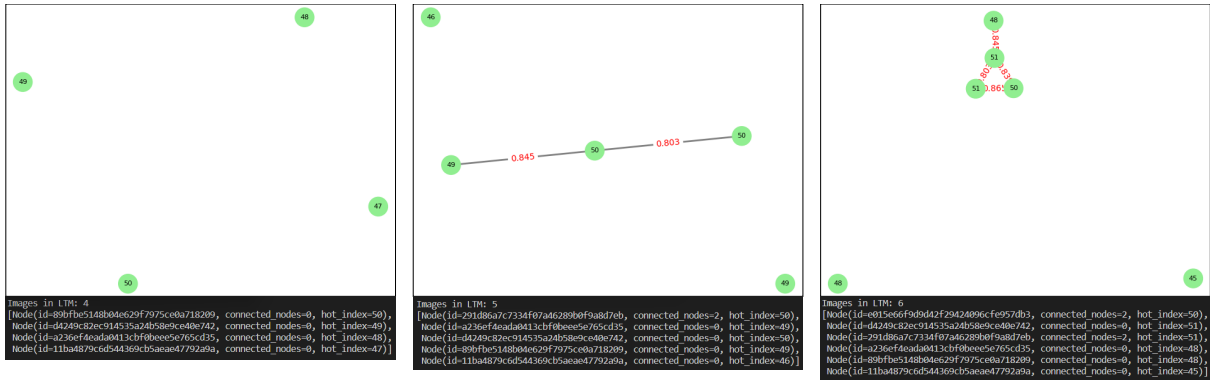 48
49
47
50
Images in LTM: 4
[Node(id=89bfbe5148b04e629f7975ce0a718209, connected_nodes=0, hot_index=50),
Node(id=d4249c82ec914535a24b58e9ce40e742, connected_nodes=0, hot_index=49),
Node(id=a236ef4eada0413cbf0beee5e765cd35, connected_nodes=0, hot_index=48),
Node(id=11ba4879c6d544369cb5aeae47792a9a, connected_nodes=0, hot_index=47)]
46
50
0.803
50
0.845
49
49
Images in LTM: 5
[Node(id=291d86a7c7334f07a46289b0f9a8d7eb, connected_nodes=2, hot_index=50),
Node(id=a236ef4eada0413cbf0beee5e765cd35, connected_nodes=0, hot_index=49),
Node(id=d4249c82ec914535a24b58e9ce40e742, connected_nodes=0, hot_index=50),
Node(id=89bfbe5148b04e629f7975ce0a718209, connected_nodes=0, hot_index=49),
Node(id=11ba4879c6d544369cb5aeae47792a9a, connected_nodes=0, hot_index=46)]
48
0.845
51
51
0.865
50
45
48
Images in LTM: 6
[Node(id=e015e66f9d9d42f29424096cfe957db3, connected_nodes=2, hot_index=50),
Node(id=d4249c82ec914535a24b58e9ce40e742, connected_nodes=0, hot_index=51),
Node(id=291d86a7c7334f07a46289b0f9a8d7eb, connected_nodes=2, hot_index=51),
Node(id=a236ef4eada0413cbf0beee5e765cd35, connected_nodes=0, hot_index=48),
Node(id=89bfbe5148b04e629f7975ce0a718209, connected_nodes=0, hot_index=48),
Node(id=11ba4879c6d544369cb5aeae47792a9a, connected_nodes=0, hot_index=45)]